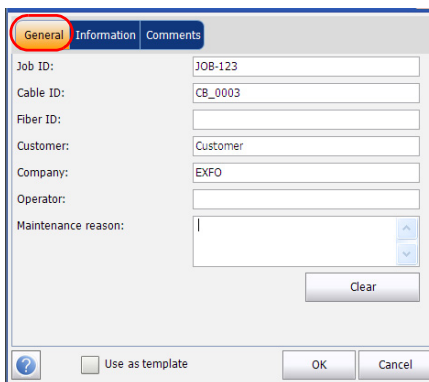 General Information Comments
Job ID: JOB-123
Cable ID: CB_0003
Fiber ID:
Customer: Customer
Company: EXFO
Operator:
Maintenance reason:
Clear
? Use as template OK Cancel